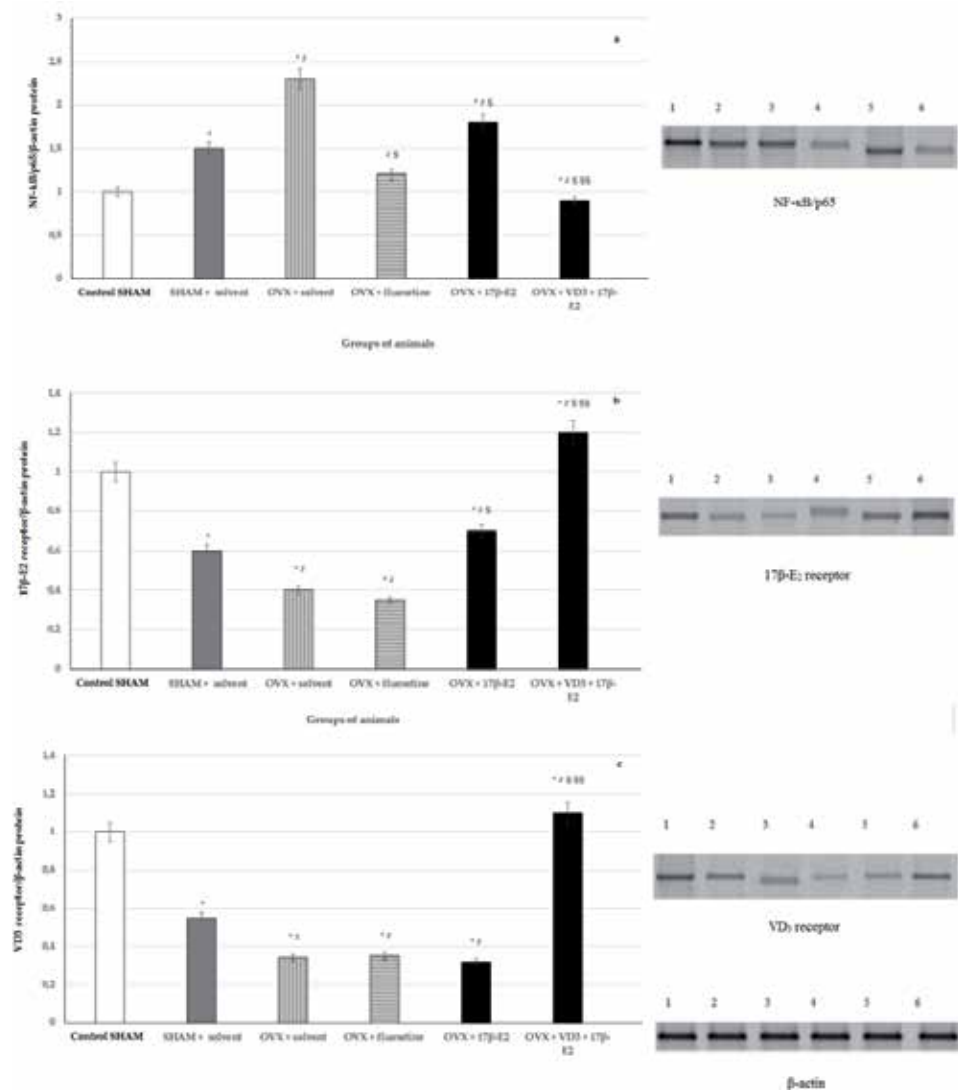 a
NF-κB/p65/β-actin protein
3
2,5
2
1,5
1
0,5
0
*
* #
# $
* # $
* # $ $$
Control SHAM
SHAM + solvent
OVX + solvent
OVX + fluoxetine
OVX + 17β-E2
OVX + VD3 + 17β-
E2
Groups of animals
1 2 3 4 5 6
NF-κB/p65
b
17β-E2 receptor/β-actin protein
1,4
1,2
1
0,8
0,6
0,4
0,2
0
*
* #
* #
* # $
* # $ $$
Control SHAM
SHAM + solvent
OVX + solvent
OVX + fluoxetine
OVX + 17β-E2
OVX + VD3 + 17β-
E2
Groups of animals
1 2 3 4 5 6
17β-E₂ receptor
c
VD3 receptor/β-actin protein
1,4
1,2
1
0,8
0,6
0,4
0,2
0
*
* #
* #
* #
* # $ $$
Control SHAM
SHAM + solvent
OVX + solvent
OVX + fluoxetine
OVX + 17β-E2
OVX + VD3 + 17β-
E2
1 2 3 4 5 6
VD₃ receptor
1 2 3 4 5 6
β-actin